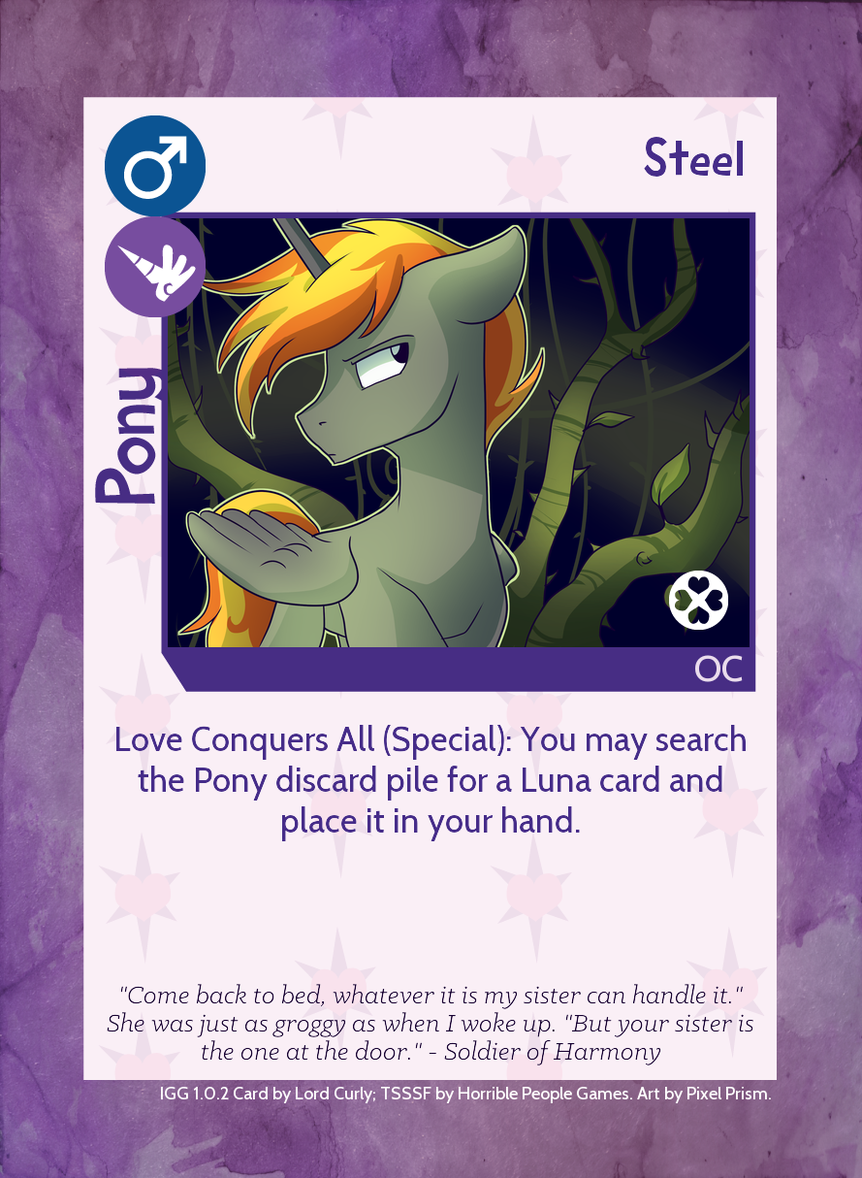 Steel
Pony
OC
Love Conquers All (Special): You may search
the Pony discard pile for a Luna card and
place it in your hand.
"Come back to bed, whatever it is my sister can handle it."
She was just as groggy as when I woke up. "But your sister is
the one at the door." - Soldier of Harmony
IGG 1.0.2 Card by Lord Curly; TSSSF by Horrible People Games. Art by Pixel Prism.